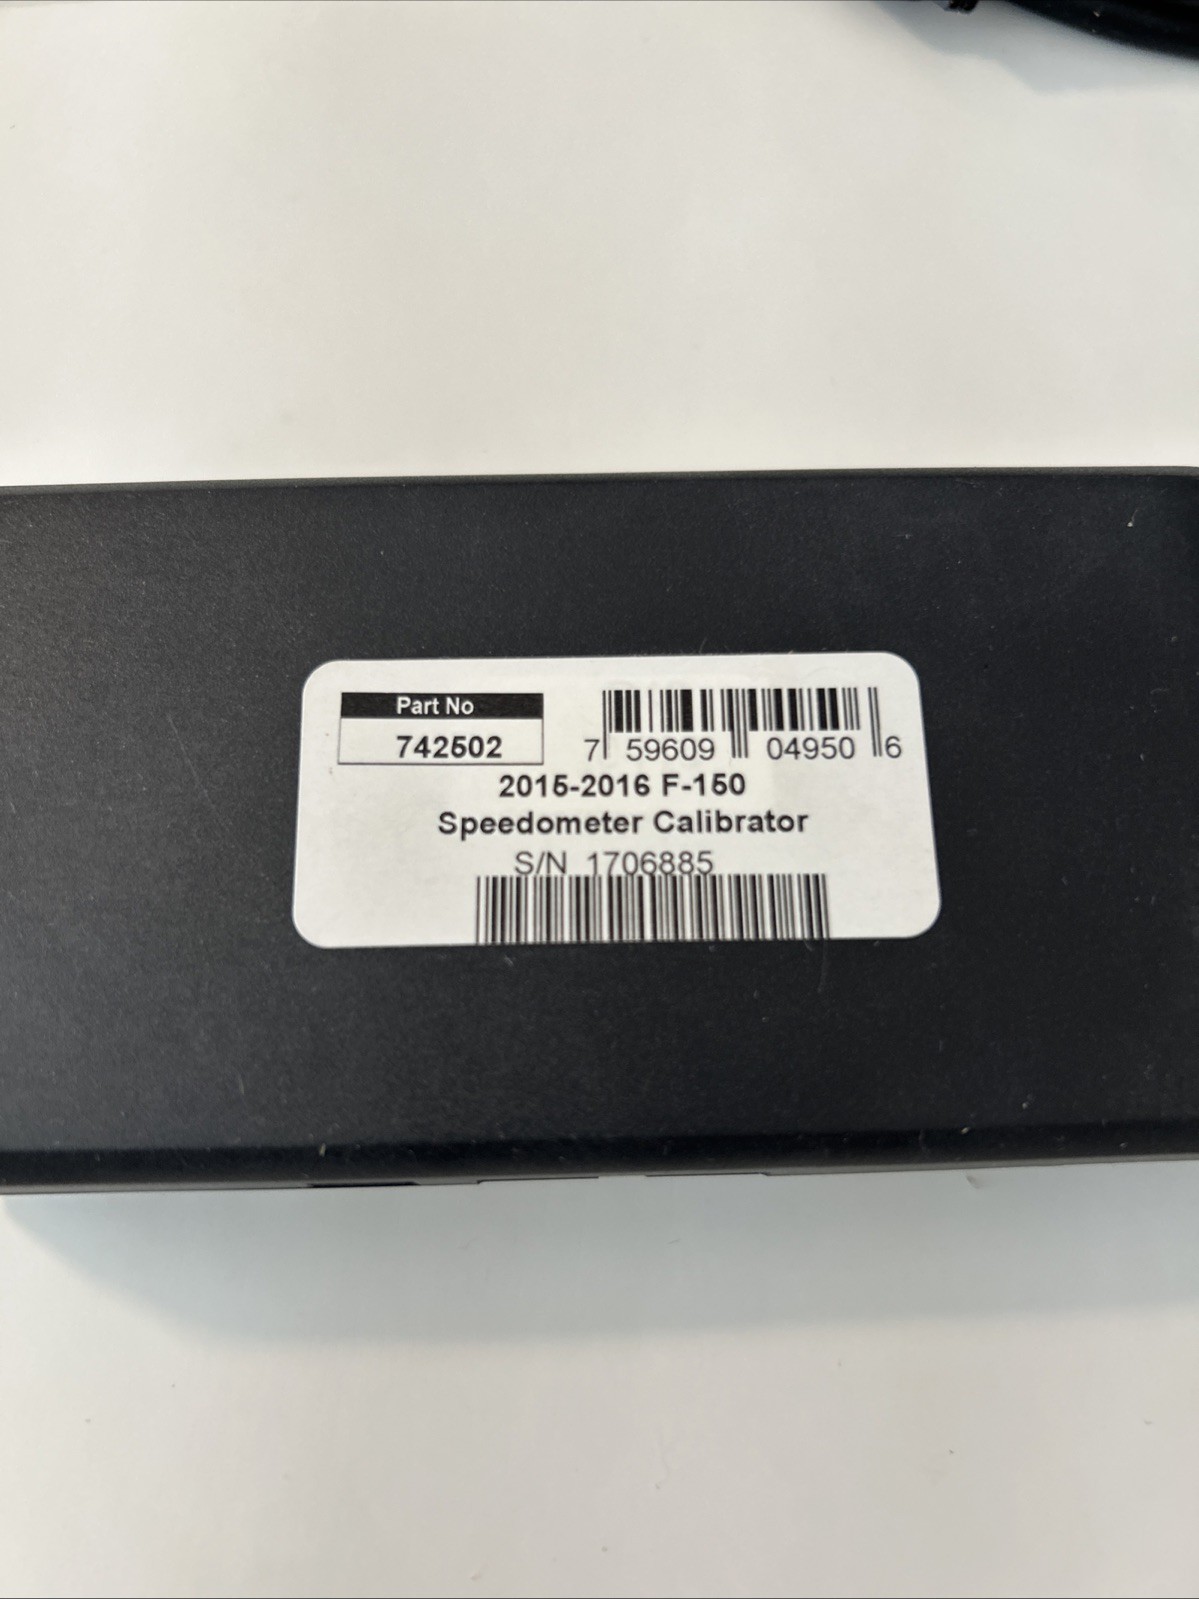 Part No
742502
7 59609 04950 6
2015-2016 F-150
Speedometer Calibrator
S/N 1706885